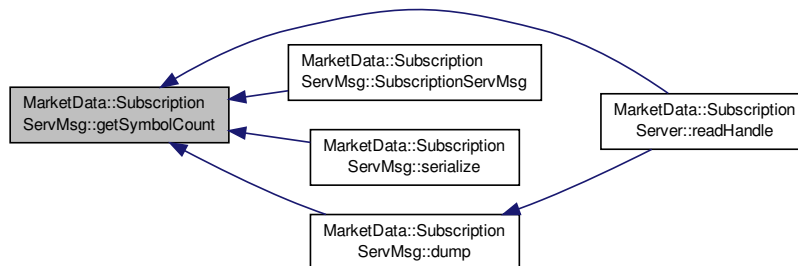 MarketData::Subscription
ServMsg::getSymbolCount
MarketData::Subscription
ServMsg::SubscriptionServMsg
MarketData::Subscription
ServMsg::serialize
MarketData::Subscription
ServMsg::dump
MarketData::Subscription
Server::readHandle